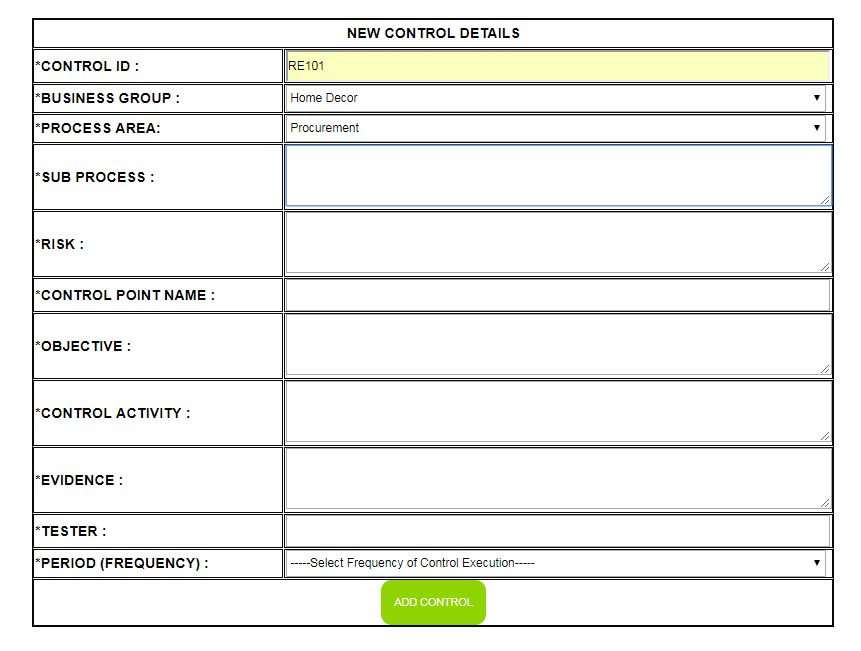 NEW CONTROL DETAILS
*CONTROL ID : RE101
*BUSINESS GROUP : Home Decor
*PROCESS AREA: Procurement
*SUB PROCESS :
*RISK :
*CONTROL POINT NAME :
*OBJECTIVE :
*CONTROL ACTIVITY :
*EVIDENCE :
*TESTER :
*PERIOD (FREQUENCY) : -----Select Frequency of Control Execution-----
ADD CONTROL